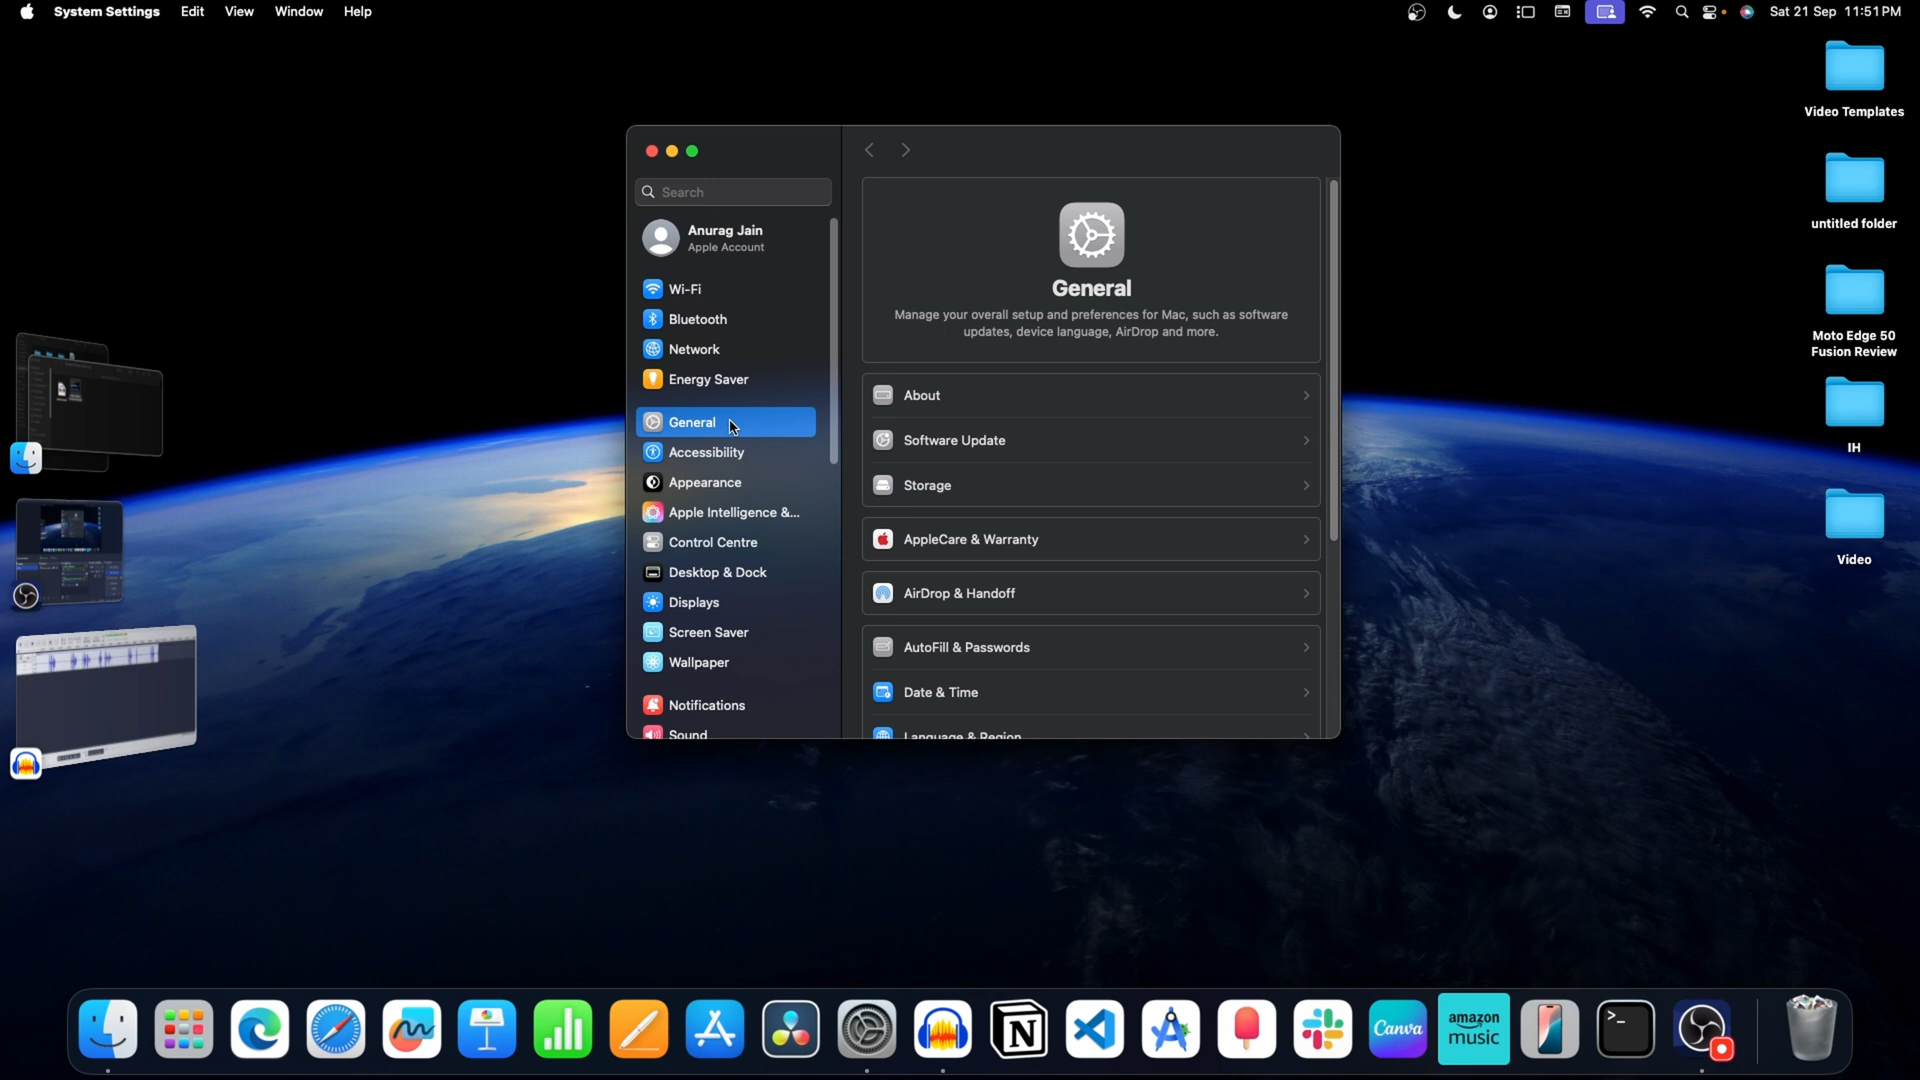 System Settings Edit View Window Help
Sat 21 Sep 11:51 PM
Video Templates
untitled folder
Moto Edge 50
Fusion Review
IH
Video
Search
Anurag Jain
Apple Account
Wi-Fi
Bluetooth
Network
Energy Saver
General
Accessibility
Appearance
Apple Intelligence &...
Control Centre
Desktop & Dock
Displays
Screen Saver
Wallpaper
Notifications
Sound
General
Manage your overall setup and preferences for Mac, such as software
updates, device language, AirDrop and more.
About
Software Update
Storage
AppleCare & Warranty
AirDrop & Handoff
AutoFill & Passwords
Date & Time
Language & Region
Canva
amazon
music